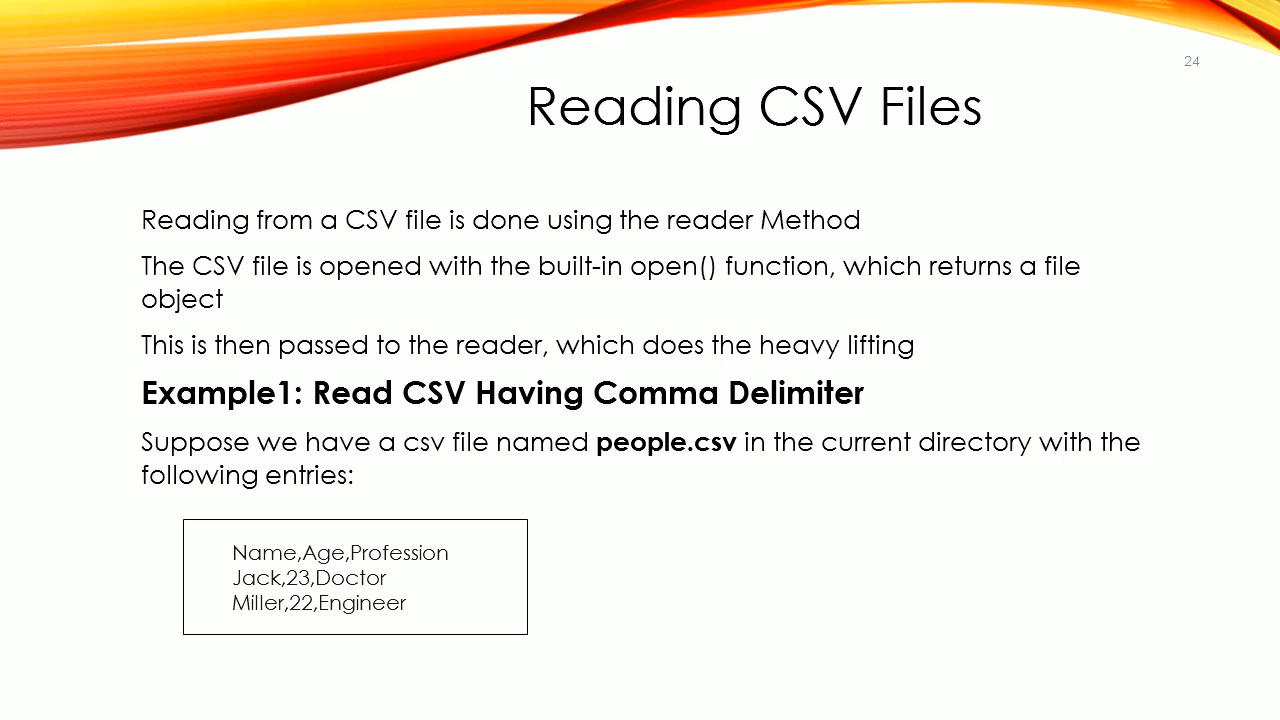 24
Reading CSV Files
Reading from a CSV file is done using the reader Method
The CSV file is opened with the built-in open() function, which returns a file
object
This is then passed to the reader, which does the heavy lifting
Example1: Read CSV Having Comma Delimiter
Suppose we have a csv file named people.csv in the current directory with the
following entries:
Name,Age,Profession
Jack,23,Doctor
Miller,22,Engineer